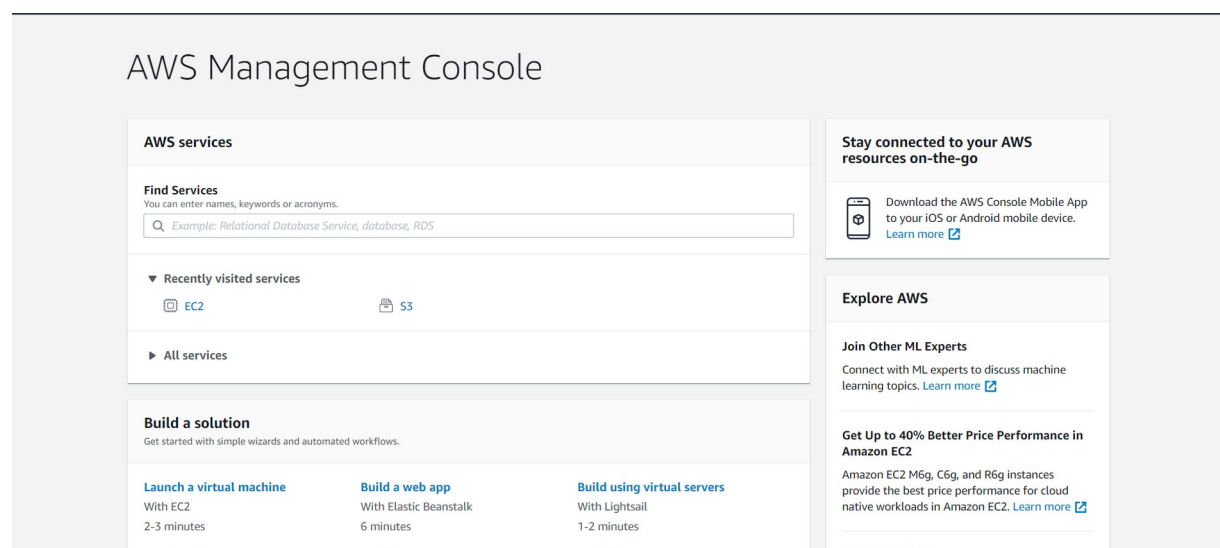 AWS Management Console
AWS services
Find Services
You can enter names, keywords or acronyms.
Example: Relational Database Service, database, RDS
Recently visited services
EC2
S3
All services
Build a solution
Get started with simple wizards and automated workflows.
Launch a virtual machine
With EC2
2-3 minutes
Build a web app
With Elastic Beanstalk
6 minutes
Build using virtual servers
With Lightsail
1-2 minutes
Stay connected to your AWS
resources on-the-go
Download the AWS Console Mobile App
to your iOS or Android mobile device.
Learn more
Explore AWS
Join Other ML Experts
Connect with ML experts to discuss machine
learning topics. Learn more
Get Up to 40% Better Price Performance in
Amazon EC2
Amazon EC2 M6g, C6g, and R6g instances
provide the best price performance for cloud
native workloads in Amazon EC2. Learn more